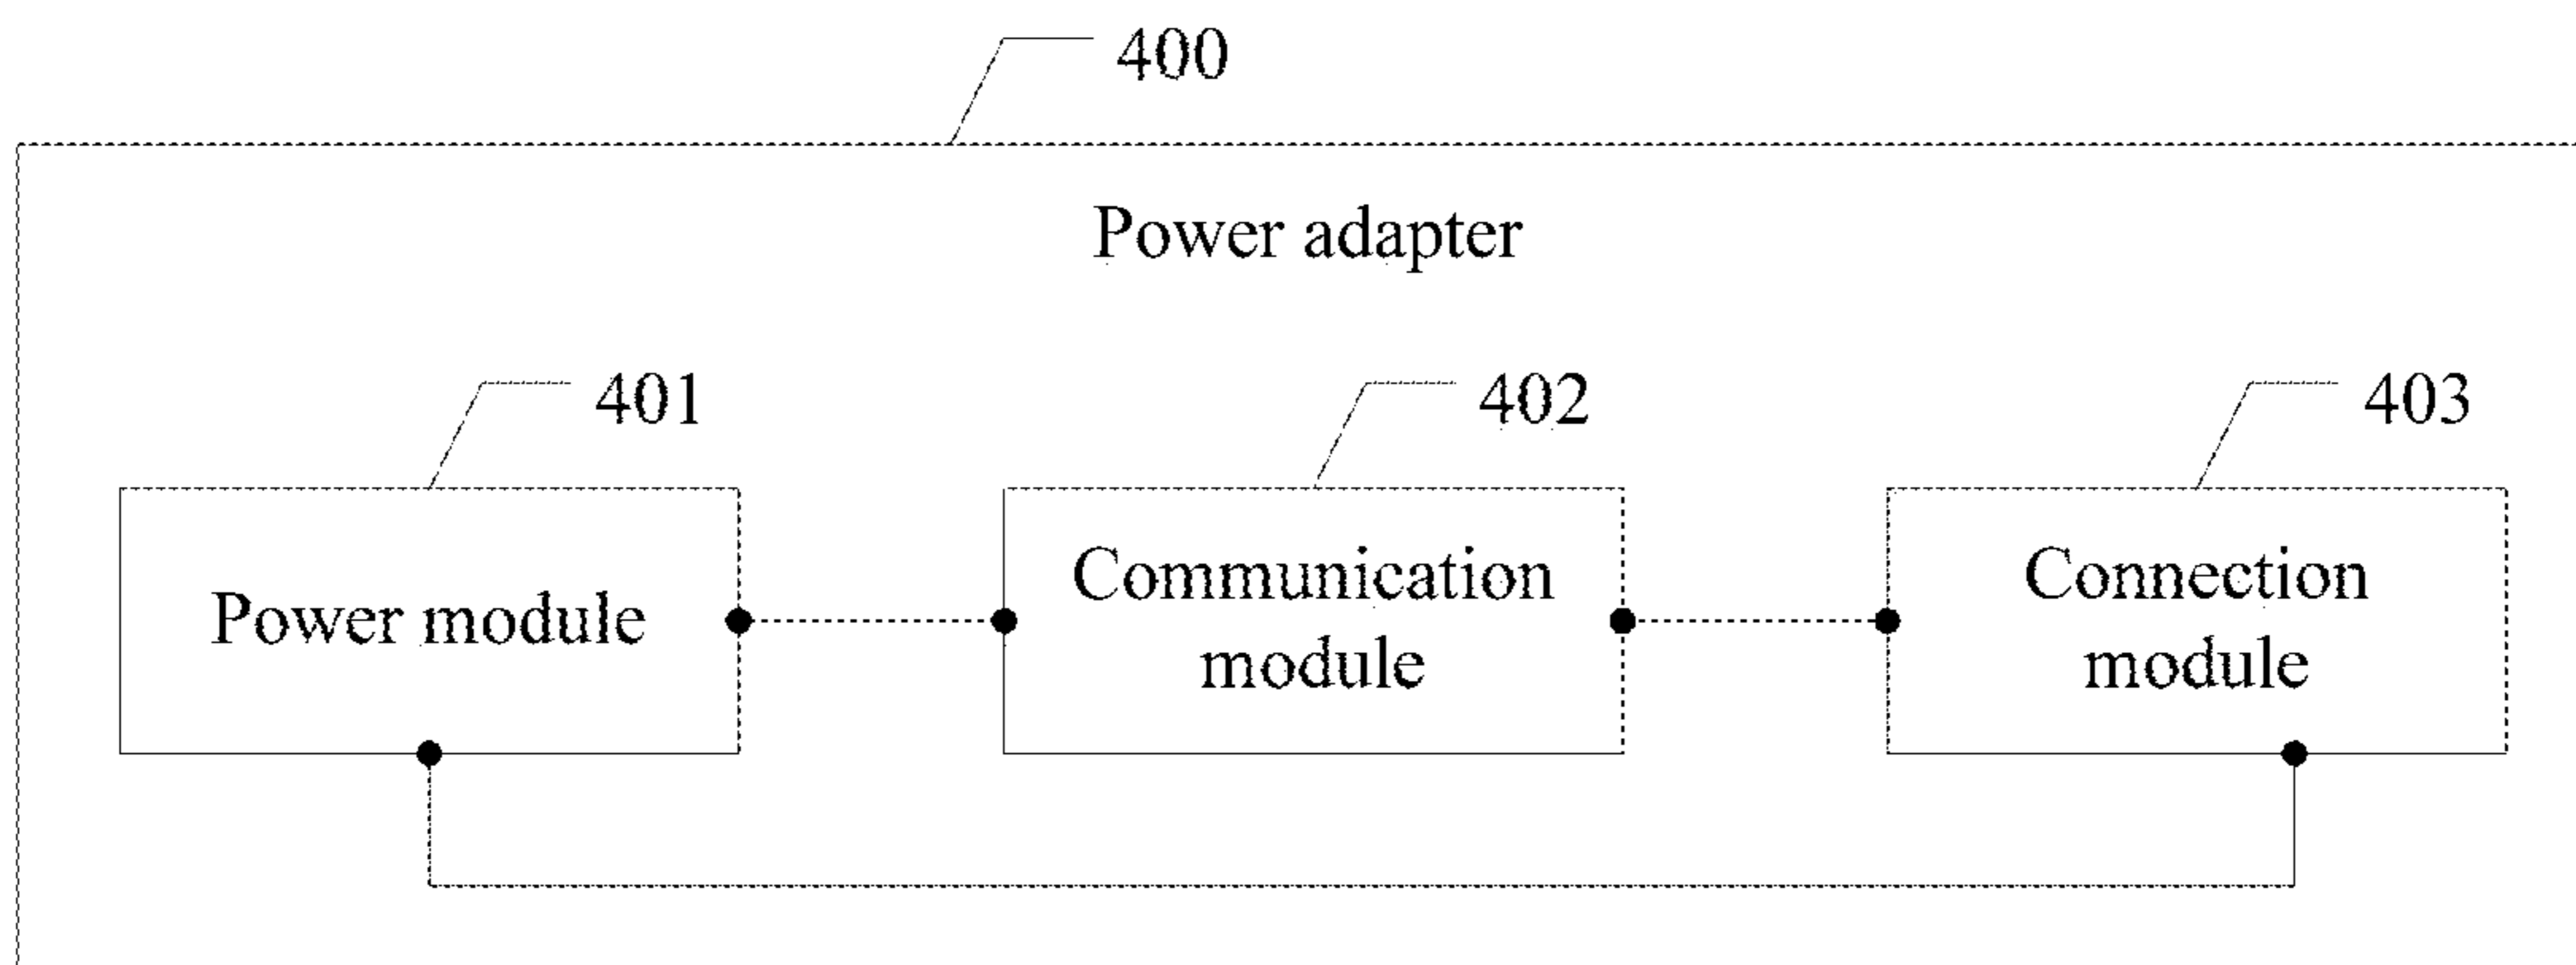 400
Power adapter
401
402
403
Power module
Communication
module
Connection
module